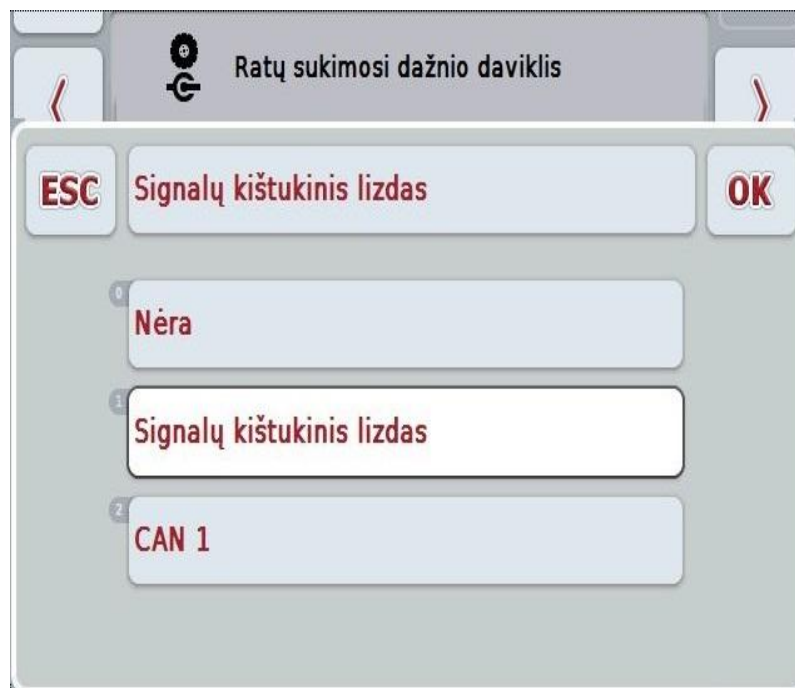 Ratų sukimosi dažnio daviklis
ESC
Signalų kištukinis lizdas
OK
0
Nėra
1
Signalų kištukinis lizdas
2
CAN 1